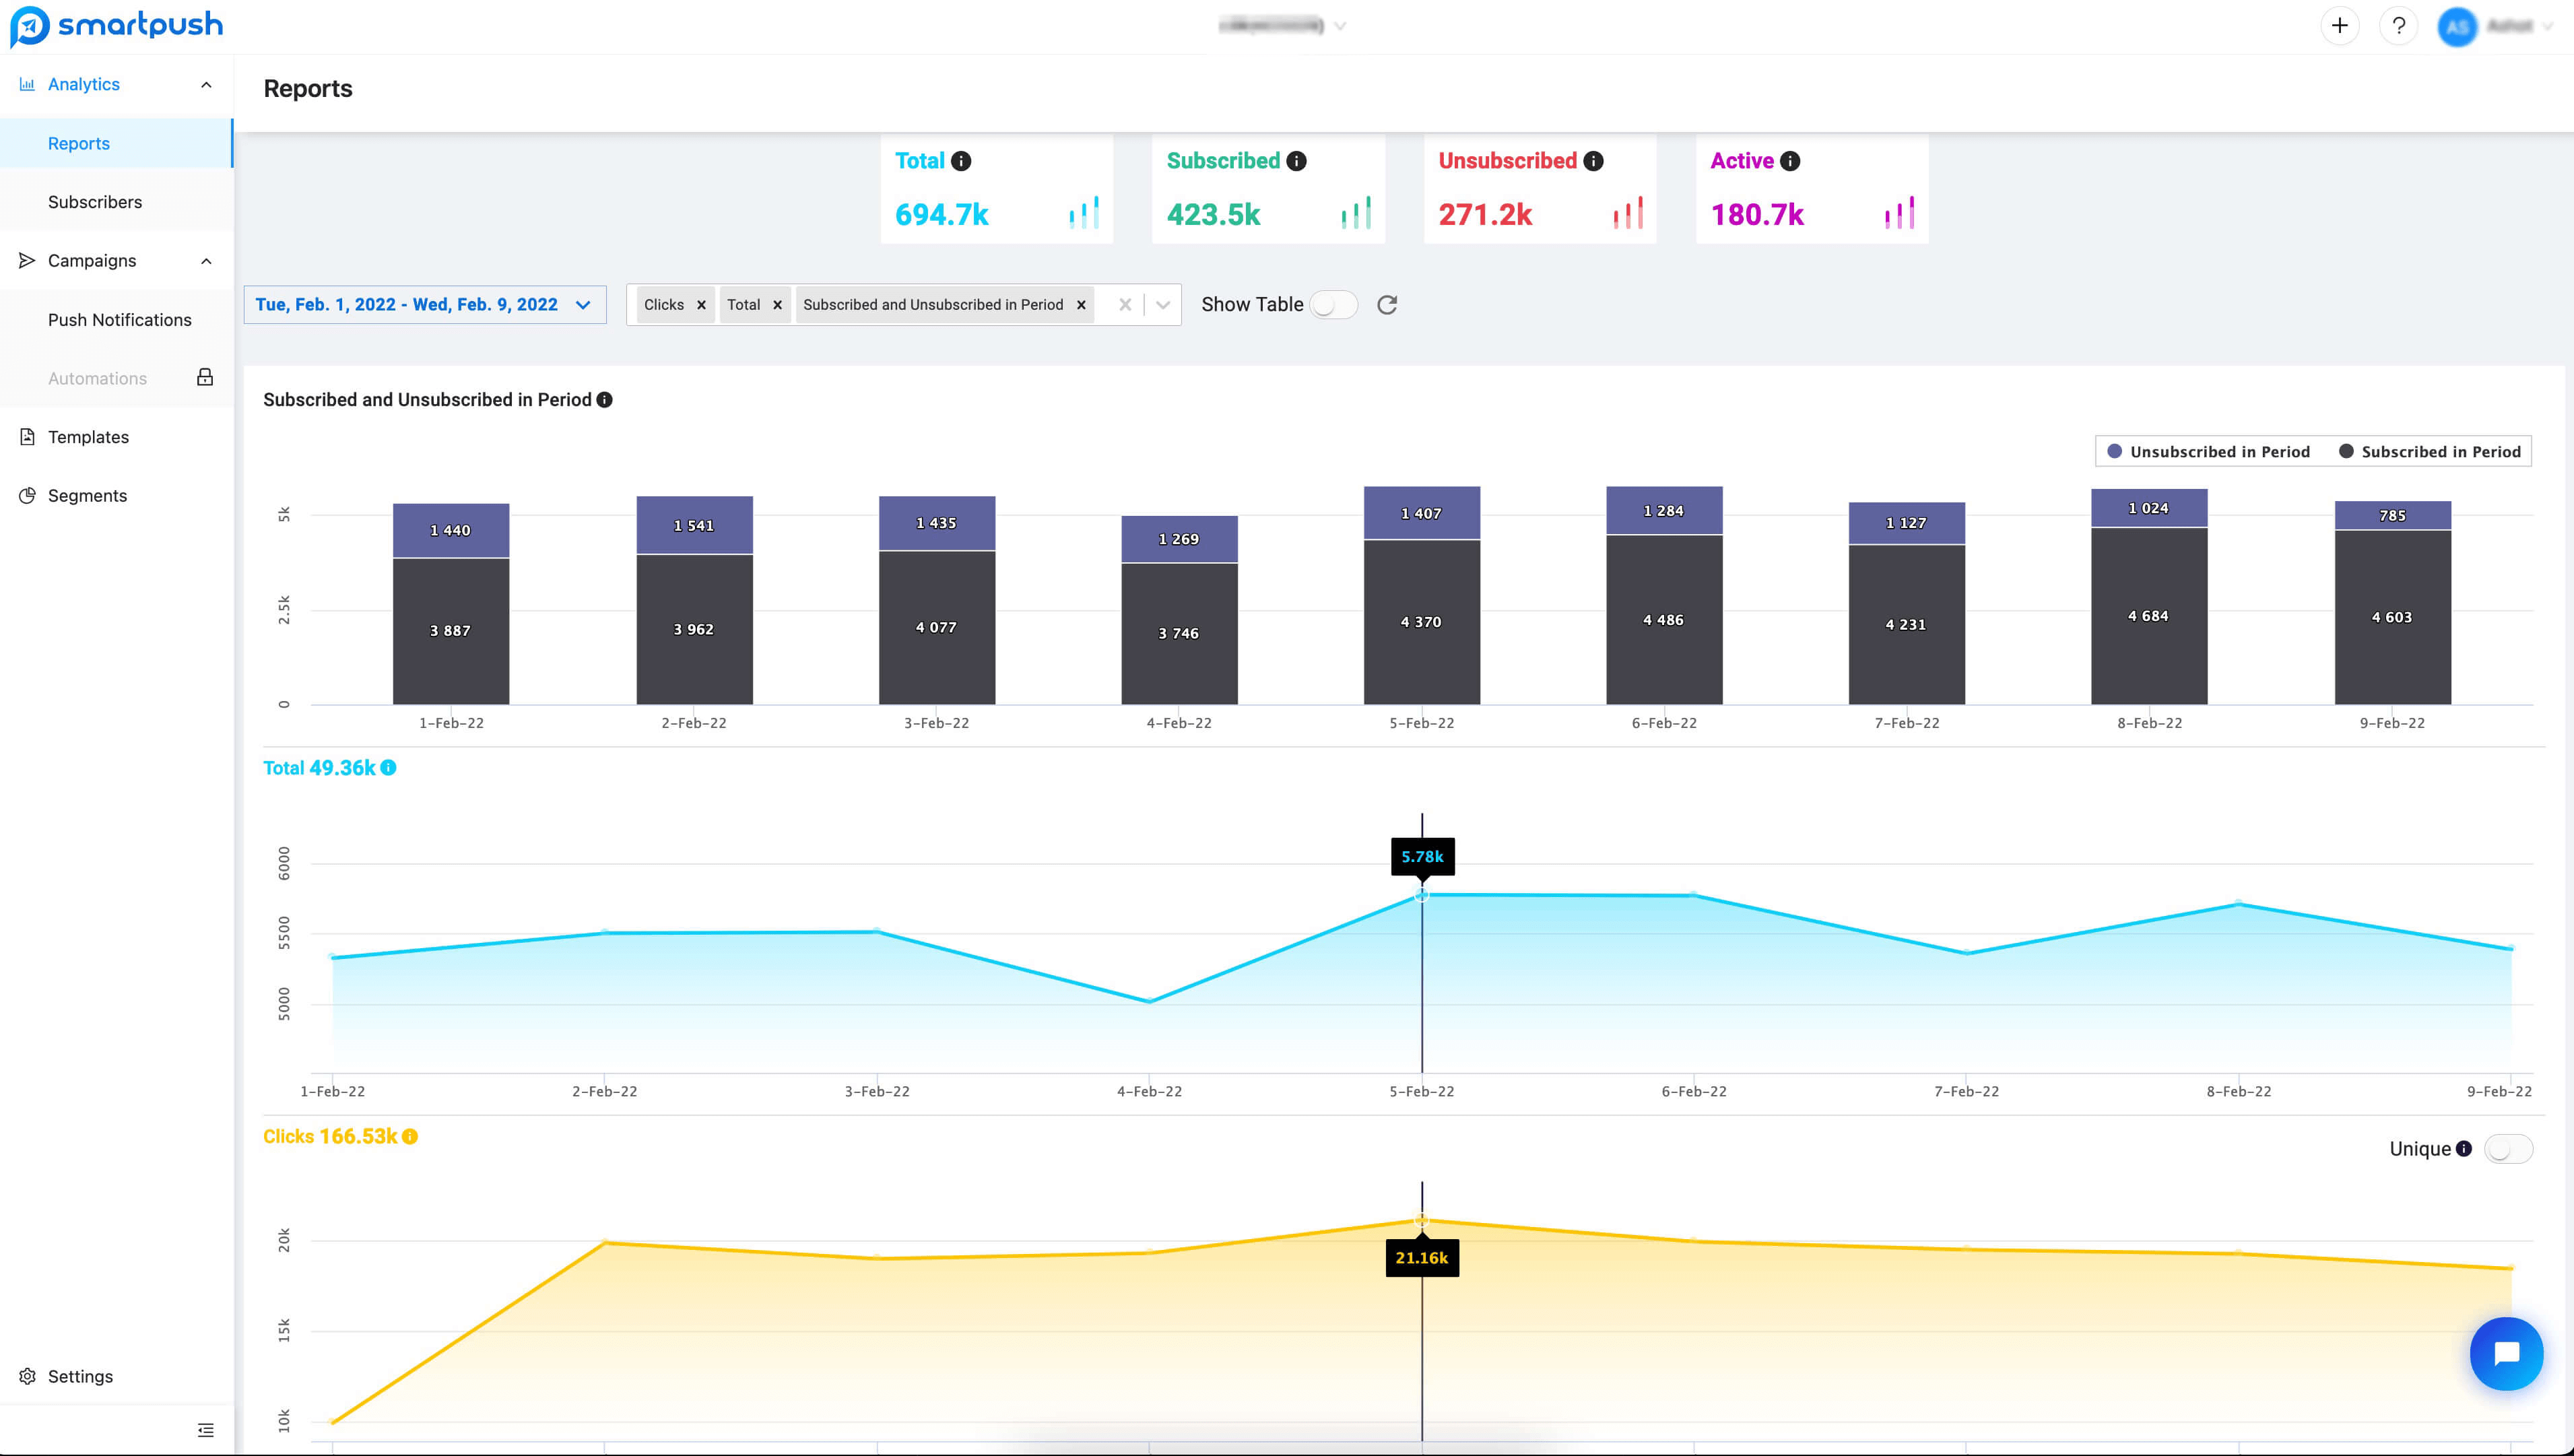 smartpush
Analytics
Reports
Subscribers
Campaigns
Push Notifications
Automations
Templates
Segments
Settings
AS
Reports
Total
694.7k
Subscribed
423.5k
Unsubscribed
271.2k
Active
180.7k
Tue, Feb. 1, 2022 - Wed, Feb. 9, 2022
Clicks × Total × Subscribed and Unsubscribed in Period ×
Show Table
Subscribed and Unsubscribed in Period
Unsubscribed in Period Subscribed in Period
5k
2.5k
0
1 440 1 541 1 435 1 269 1 407 1 284 1 127 1 024 785
3 887 3 962 4 077 3 746 4 370 4 486 4 231 4 684 4 603
1-Feb-22 2-Feb-22 3-Feb-22 4-Feb-22 5-Feb-22 6-Feb-22 7-Feb-22 8-Feb-22 9-Feb-22
Total 49.36k
5.78k
6000
5500
5000
1-Feb-22 2-Feb-22 3-Feb-22 4-Feb-22 5-Feb-22 6-Feb-22 7-Feb-22 8-Feb-22 9-Feb-22
Clicks 166.53k
Unique
20k
21.16k
15k
10k